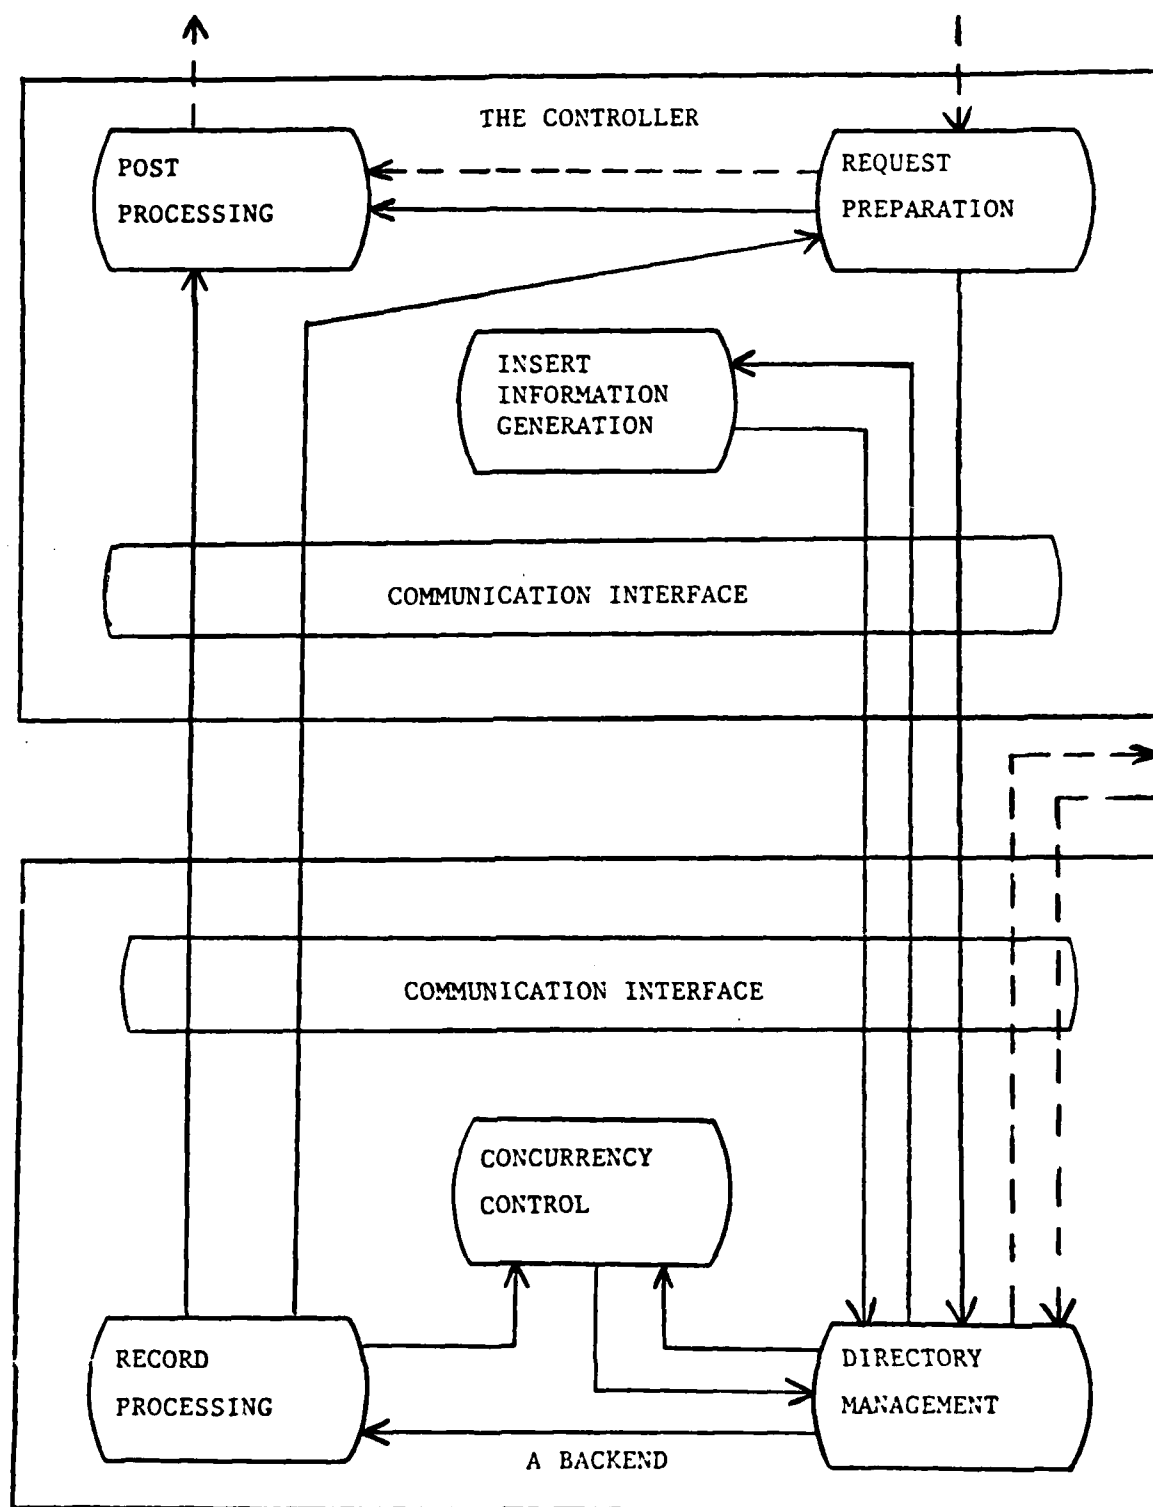 THE CONTROLLER
POST
PROCESSING
REQUEST
PREPARATION
INSERT
INFORMATION
GENERATION
COMMUNICATION INTERFACE
COMMUNICATION INTERFACE
CONCURRENCY
CONTROL
RECORD
PROCESSING
DIRECTORY
MANAGEMENT
A BACKEND